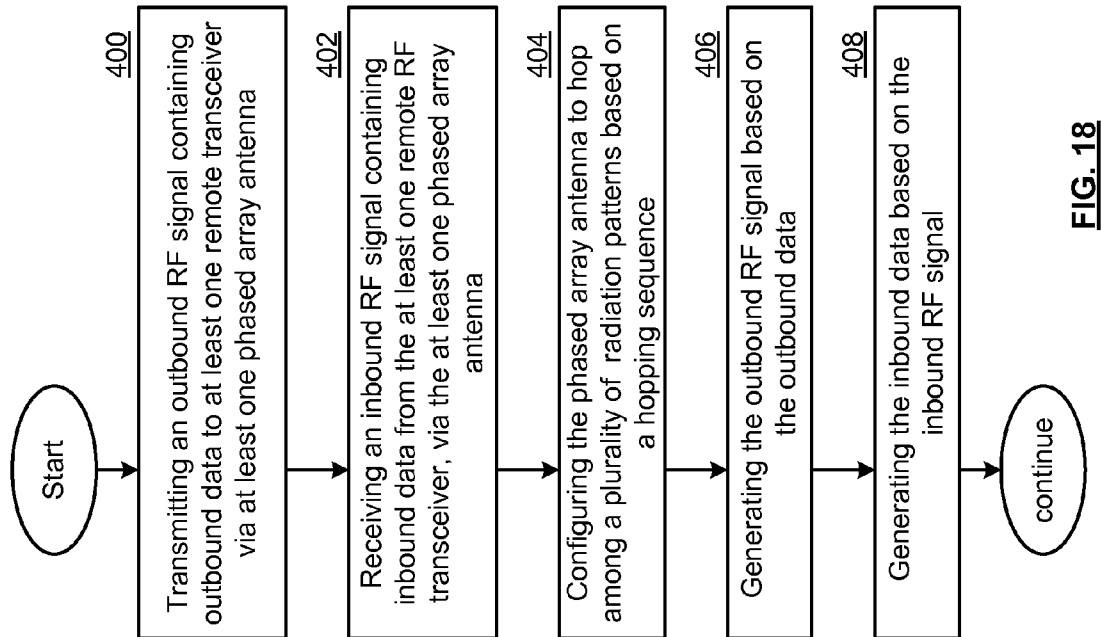 Start
400
Transmitting an outbound RF signal containing
outbound data to at least one remote transceiver
via at least one phased array antenna
402
Receiving an inbound RF signal containing
inbound data from the at least one remote RF
transceiver, via the at least one phased array
antenna
404
Configuring the phased array antenna to hop
among a plurality of radiation patterns based on
a hopping sequence
406
Generating the outbound RF signal based on
the outbound data
408
Generating the inbound data based on the
inbound RF signal
continue
FIG. 18